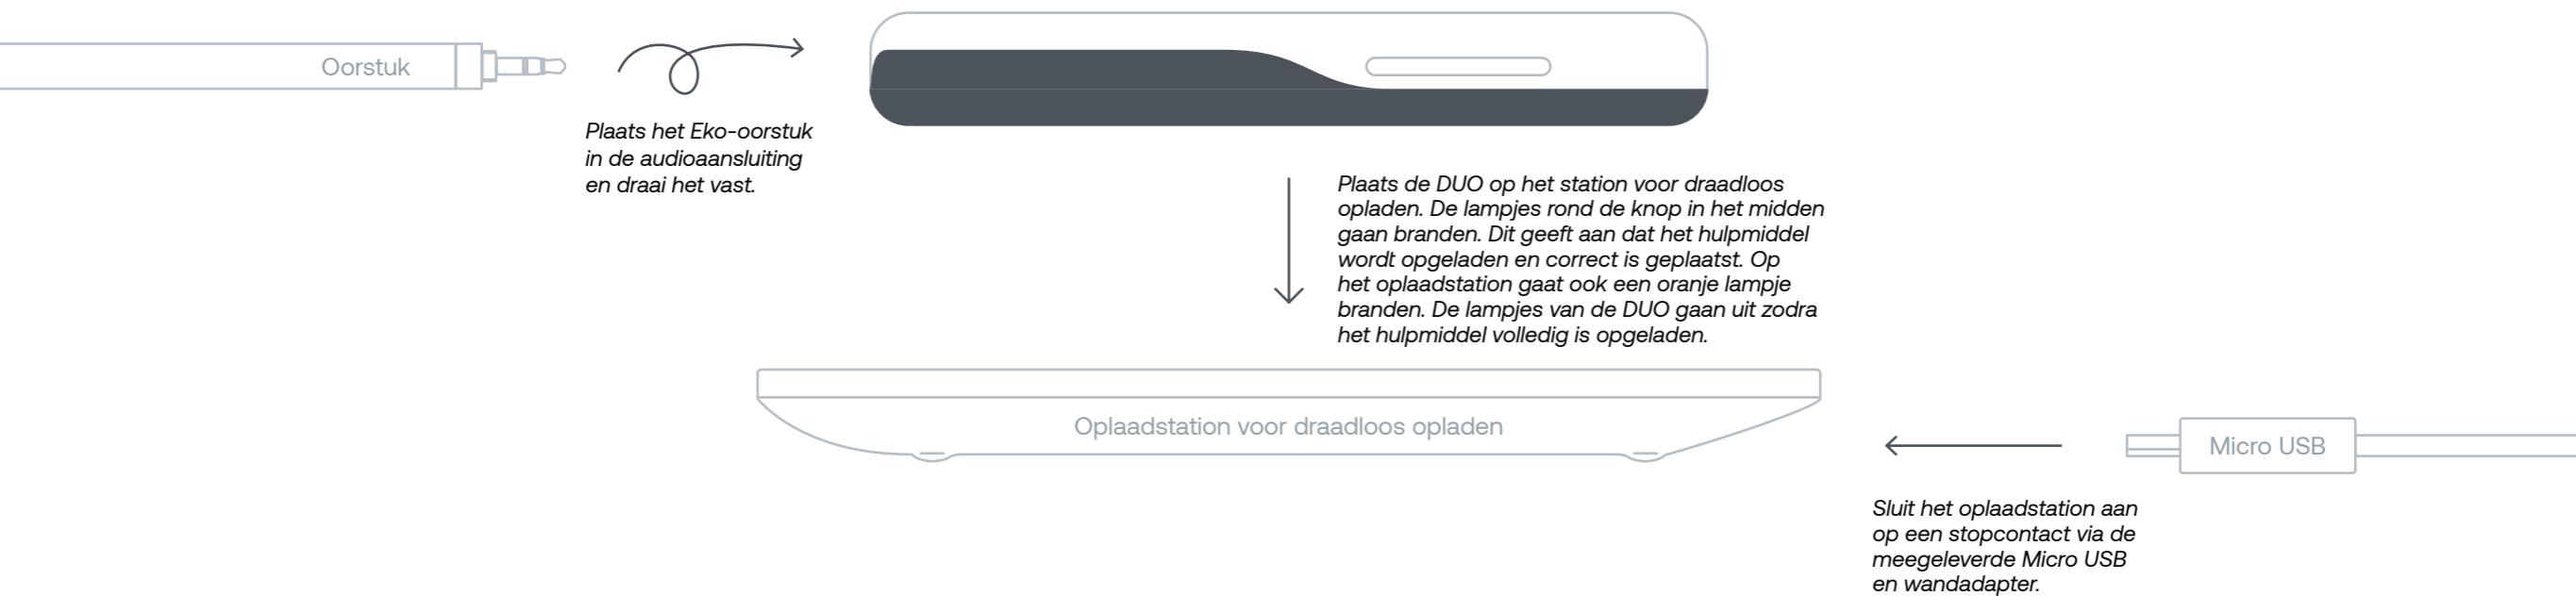 Oorstuk
Plaats het Eko-oorstuk
in de audioaansluiting
en draai het vast.
Plaats de DUO op het station voor draadloos
opladen. De lampjes rond de knop in het midden
gaan branden. Dit geeft aan dat het hulpmiddel
wordt opgeladen en correct is geplaatst. Op
het oplaadstation gaat ook een oranje lampje
branden. De lampjes van de DUO gaan uit zodra
het hulpmiddel volledig is opgeladen.
Oplaadstation voor draadloos opladen
Micro USB
Sluit het oplaadstation aan
op een stopcontact via de
meegeleverde Micro USB
en wandadapter.